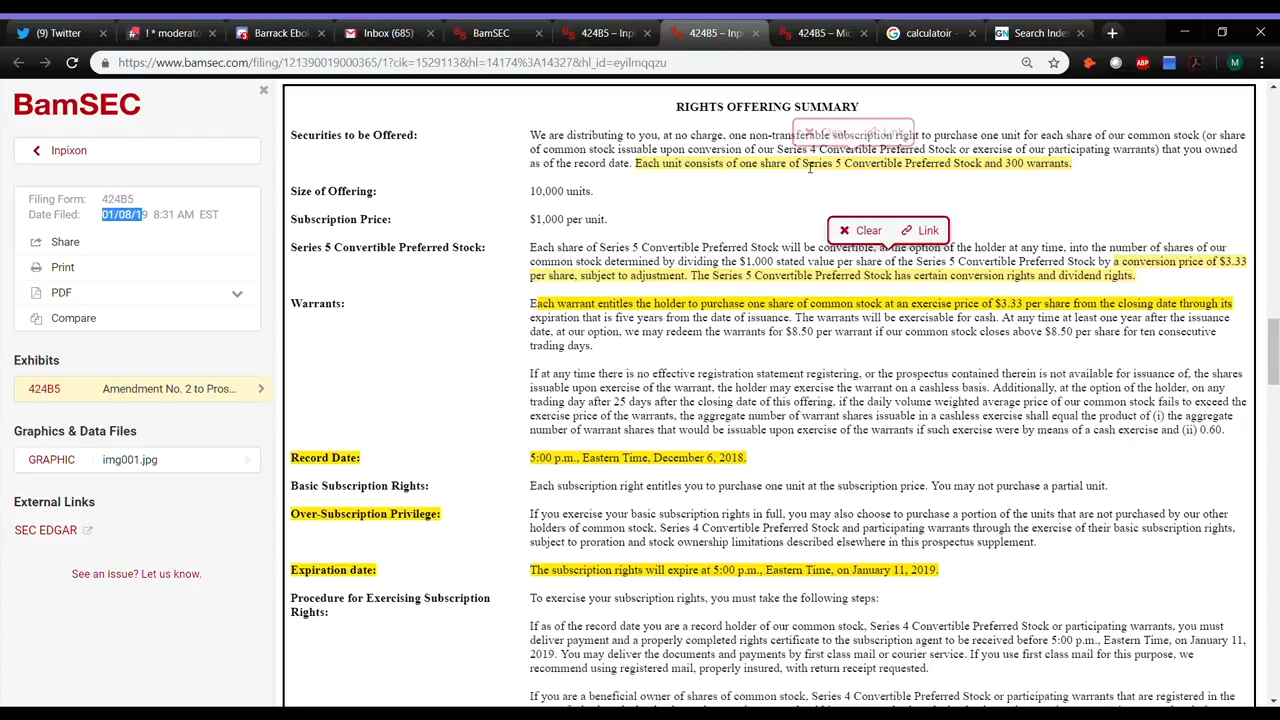 (9) Twitter
! * moderato
Barrack Ebol
Inbox (685)
BamSEC
424B5 – Inp
424B5 – Inp
424B5 – Mic
calculatoir –
Search Index
https://www.bamsec.com/filing/121390019000365/1?cik=1529113&hl=14174%3A14327&hl_id=eyilmqqzu
ABP
M
BamSEC
Inpixon
Filing Form: 424B5
Date Filed: 01/08/19 8:31 AM EST
Share
Print
PDF
Compare
Exhibits
424B5 Amendment No. 2 to Pros...
Graphics & Data Files
GRAPHIC img001.jpg
External Links
SEC EDGAR
See an issue? Let us know.
RIGHTS OFFERING SUMMARY
Securities to be Offered: We are distributing to you, at no charge, one non-transferable subscription right to purchase one unit for each share of our common stock (or share
of common stock issuable upon conversion of our Series 4 Convertible Preferred Stock or exercise of our participating warrants) that you owned
as of the record date. Each unit consists of one share of Series 5 Convertible Preferred Stock and 300 warrants.
Size of Offering: 10,000 units.
Subscription Price: $1,000 per unit.
Clear Link
Series 5 Convertible Preferred Stock: Each share of Series 5 Convertible Preferred Stock will be convertible, at the option of the holder at any time, into the number of shares of our
common stock determined by dividing the $1,000 stated value per share of the Series 5 Convertible Preferred Stock by a conversion price of $3.33
per share, subject to adjustment. The Series 5 Convertible Preferred Stock has certain conversion rights and dividend rights.
Warrants: Each warrant entitles the holder to purchase one share of common stock at an exercise price of $3.33 per share from the closing date through its
expiration that is five years from the date of issuance. The warrants will be exercisable for cash. At any time at least one year after the issuance
date, at our option, we may redeem the warrants for $8.50 per warrant if our common stock closes above $8.50 per share for ten consecutive
trading days.
If at any time there is no effective registration statement registering, or the prospectus contained therein is not available for issuance of, the shares
issuable upon exercise of the warrant, the holder may exercise the warrant on a cashless basis. Additionally, at the option of the holder, on any
trading day after 25 days after the closing date of this offering, if the daily volume weighted average price of our common stock fails to exceed the
exercise price of the warrants, the aggregate number of warrant shares issuable in a cashless exercise shall equal the product of (i) the aggregate
number of warrant shares that would be issuable upon exercise of the warrants if such exercise were by means of a cash exercise and (ii) 0.60.
Record Date: 5:00 p.m., Eastern Time, December 6, 2018.
Basic Subscription Rights: Each subscription right entitles you to purchase one unit at the subscription price. You may not purchase a partial unit.
Over-Subscription Privilege: If you exercise your basic subscription rights in full, you may also choose to purchase a portion of the units that are not purchased by our other
holders of common stock, Series 4 Convertible Preferred Stock and participating warrants through the exercise of their basic subscription rights,
subject to proration and stock ownership limitations described elsewhere in this prospectus supplement.
Expiration date: The subscription rights will expire at 5:00 p.m., Eastern Time, on January 11, 2019.
Procedure for Exercising Subscription To exercise your subscription rights, you must take the following steps:
Rights:
If as of the record date you are a record holder of our common stock, Series 4 Convertible Preferred Stock or participating warrants, you must
deliver payment and a properly completed rights certificate to the subscription agent to be received before 5:00 p.m., Eastern Time, on January 11,
2019. You may deliver the documents and payments by first class mail or courier service. If you use first class mail for this purpose, we
recommend using registered mail, properly insured, with return receipt requested.
If you are a beneficial owner of shares of common stock, Series 4 Convertible Preferred Stock or participating warrants that are registered in the